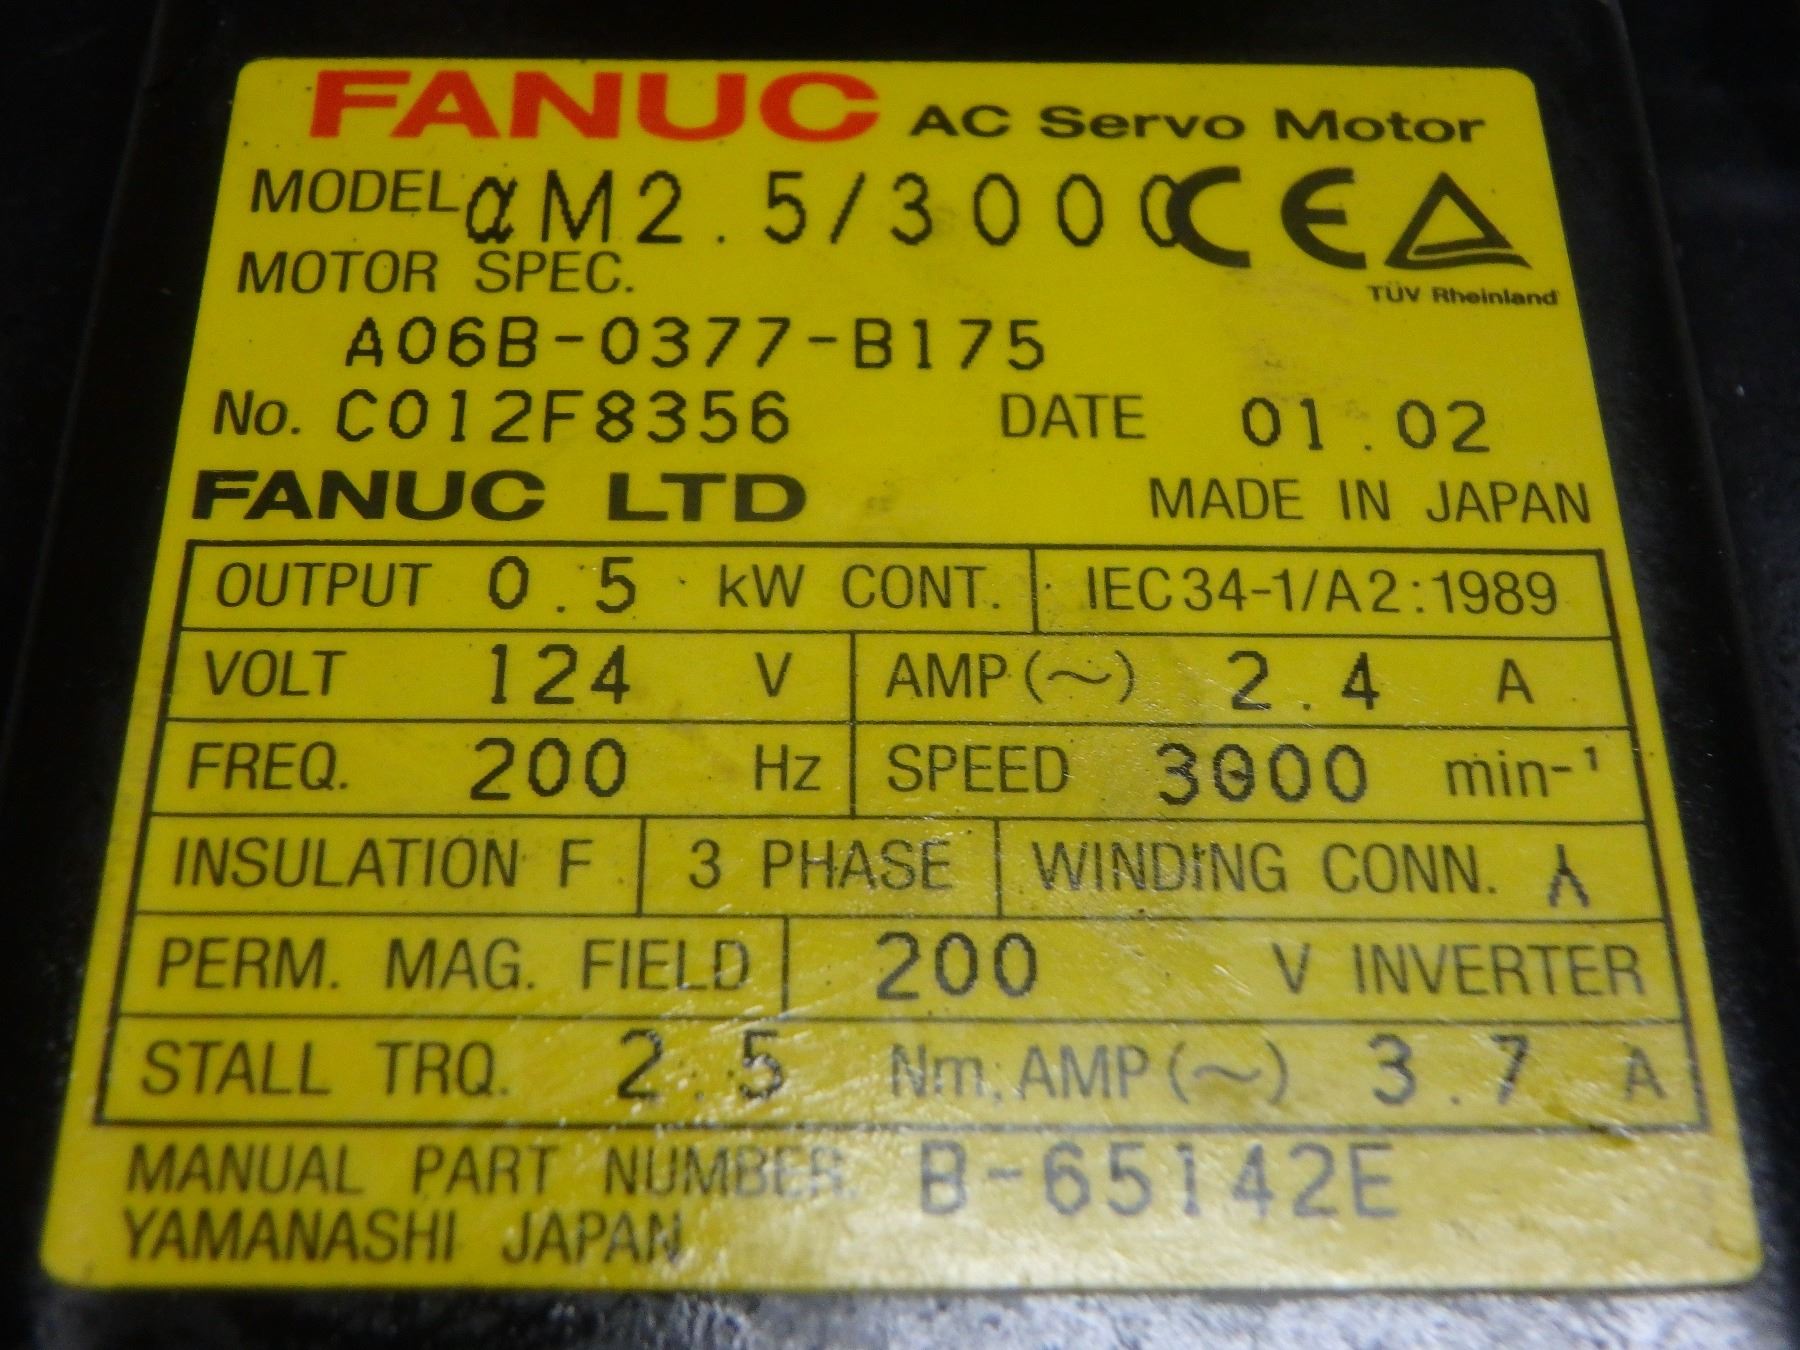 FANUC AC Servo Motor
MODEL αM2.5/3000 CE
TÜV Rheinland
MOTOR SPEC.
A06B-0377-B175
No. C012F8356 DATE 01.02
FANUC LTD MADE IN JAPAN
OUTPUT 0.5 kW CONT. IEC34-1/A2:1989
VOLT 124 V AMP(~) 2.4 A
FREQ. 200 Hz SPEED 3000 min-¹
INSULATION F 3 PHASE WINDING CONN. ⅄
PERM. MAG. FIELD 200 V INVERTER
STALL TRQ. 2.5 Nm, AMP(~) 3.7 A
MANUAL PART NUMBER. B-65142E
YAMANASHI JAPAN